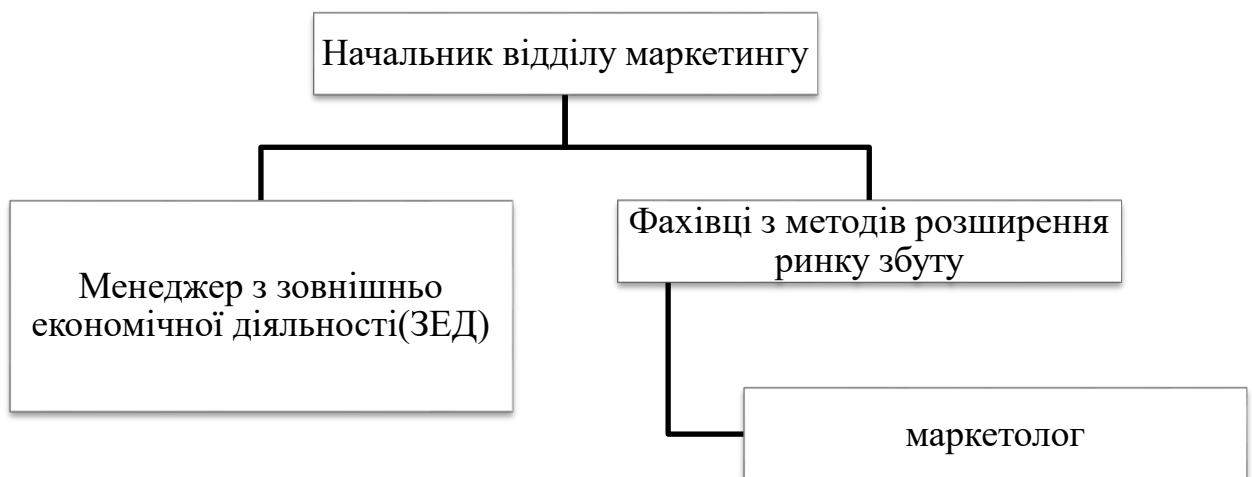 Начальник відділу маркетингу
Фахівці з методів розширення
ринку збуту
Менеджер з зовнішньо
економічної діяльності(ЗЕД)
маркетолог